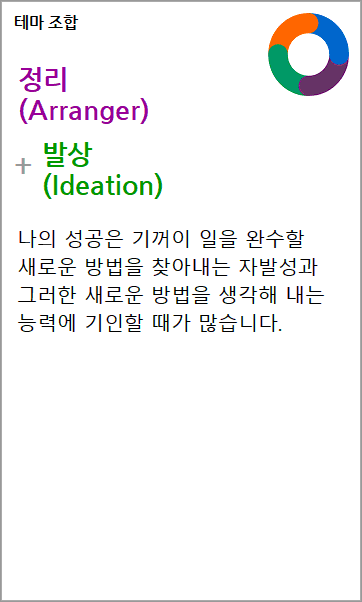 테마 조합
정리
(Arranger)
+ 발상
(Ideation)
나의 성공은 기꺼이 일을 완수할
새로운 방법을 찾아내는 자발성과
그러한 새로운 방법을 생각해 내는
능력에 기인할 때가 많습니다.